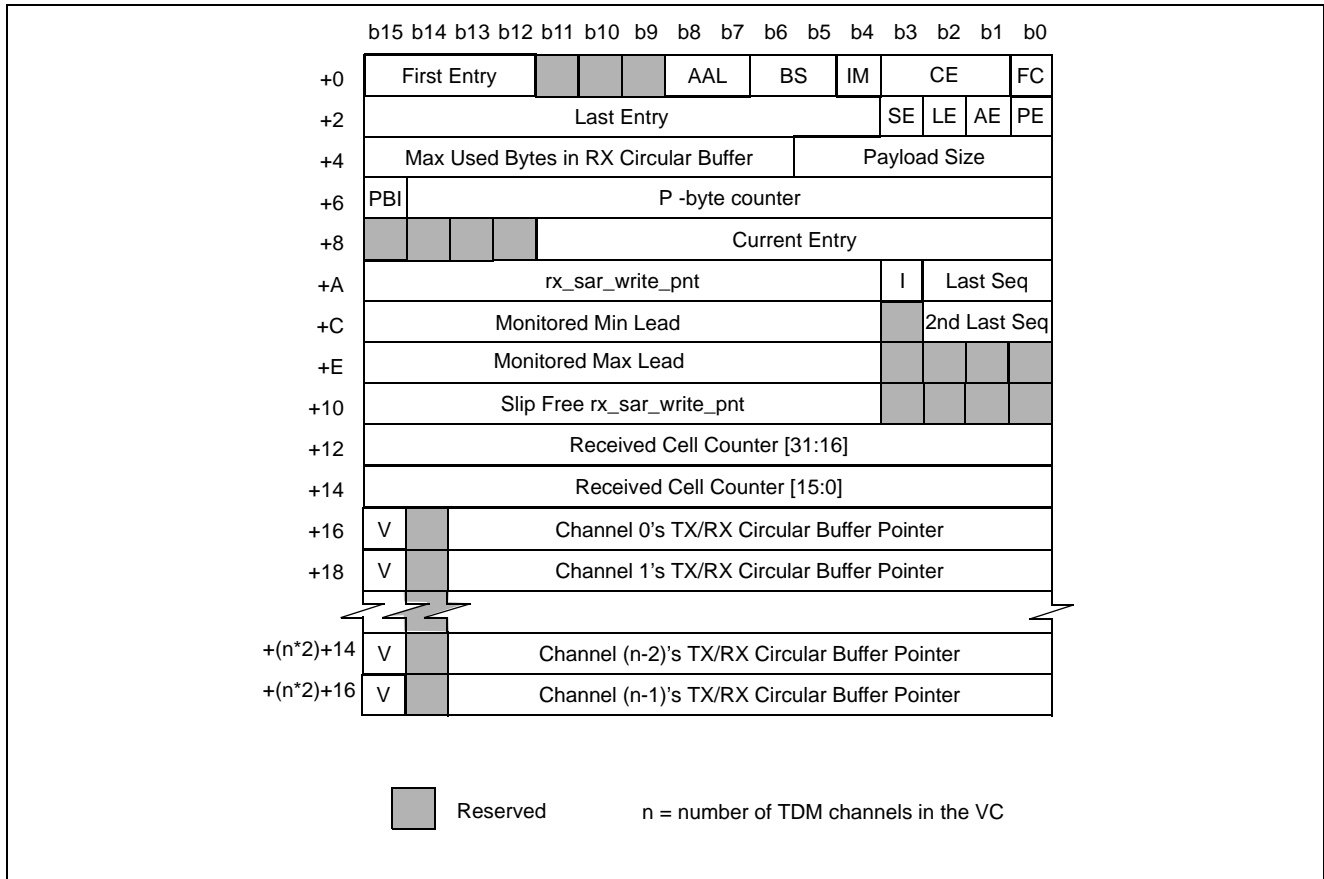 b15 b14 b13 b12 b11 b10 b9 b8 b7 b6 b5 b4 b3 b2 b1 b0
+0 First Entry AAL BS IM CE FC
+2 Last Entry SE LE AE PE
+4 Max Used Bytes in RX Circular Buffer Payload Size
+6 PBI P -byte counter
+8 Current Entry
+A rx_sar_write_pnt I Last Seq
+C Monitored Min Lead 2nd Last Seq
+E Monitored Max Lead
+10 Slip Free rx_sar_write_pnt
+12 Received Cell Counter [31:16]
+14 Received Cell Counter [15:0]
+16 V Channel 0's TX/RX Circular Buffer Pointer
+18 V Channel 1's TX/RX Circular Buffer Pointer
+(n*2)+14 V Channel (n-2)'s TX/RX Circular Buffer Pointer
+(n*2)+16 V Channel (n-1)'s TX/RX Circular Buffer Pointer
Reserved n = number of TDM channels in the VC